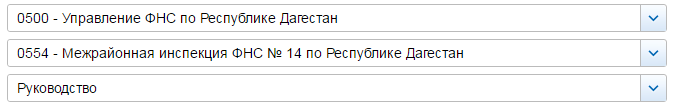 0500 - Управление ФНС по Республике Дагестан
0554 - Межрайонная инспекция ФНС № 14 по Республике Дагестан
Руководство